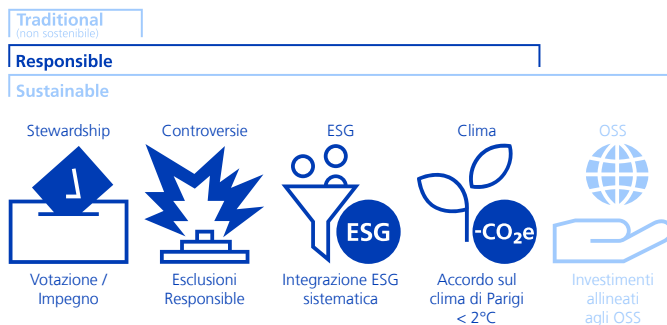 Traditional
(non sostenibile)
Responsible
Sustainable
Stewardship
Controversie
ESG
Clima
OSS
ESG
-CO₂e
Votazione /
Impegno
Esclusioni
Responsible
Integrazione ESG
sistematica
Accordo sul
clima di Parigi
< 2°C
Investimenti
allineati
agli OSS